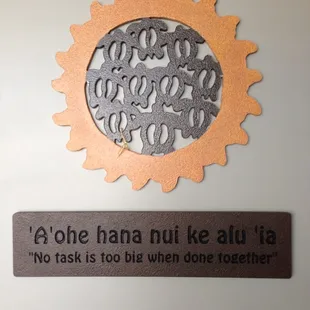 'A'ohe hana nui ke alu 'ia
"No task is too big when done together"